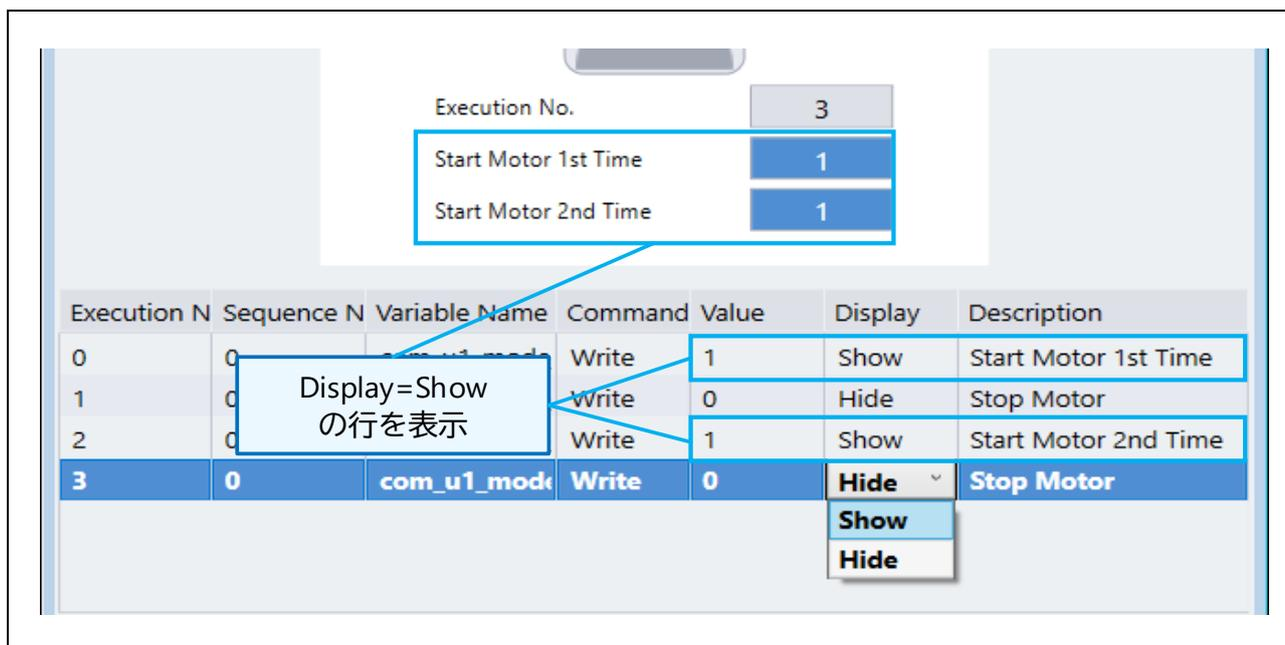 Execution No. 3
Start Motor 1st Time 1
Start Motor 2nd Time 1
Execution N Sequence N Variable Name Command Value Display Description
0 0 Write 1 Show Start Motor 1st Time
1 0 Write 0 Hide Stop Motor
2 0 Write 1 Show Start Motor 2nd Time
Display=Show
の行を表示
3 0 com_u1_mode Write 0 Hide Stop Motor
Show
Hide